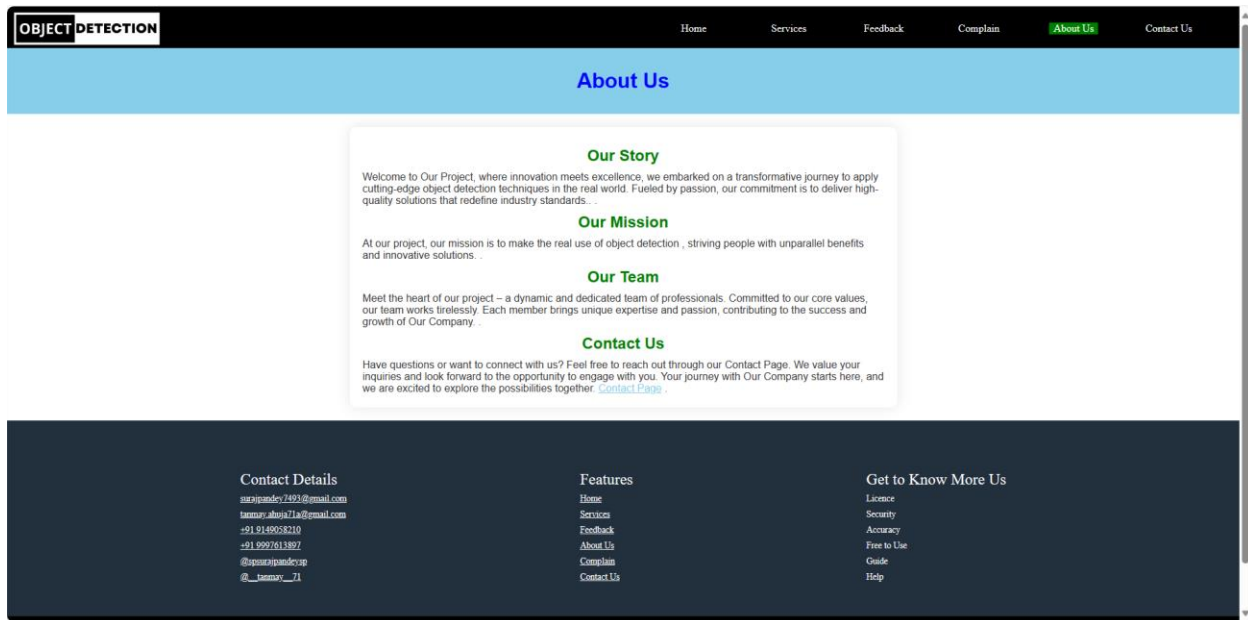 OBJECT DETECTION
Home Services Feedback Complain About Us Contact Us
About Us
Our Story
Welcome to Our Project, where innovation meets excellence, we embarked on a transformative journey to apply
cutting-edge object detection techniques in the real world. Fueled by passion, our commitment is to deliver high-
quality solutions that redefine industry standards.. .
Our Mission
At our project, our mission is to make the real use of object detection , striving people with unparallel benefits
and innovative solutions. .
Our Team
Meet the heart of our project – a dynamic and dedicated team of professionals. Committed to our core values,
our team works tirelessly. Each member brings unique expertise and passion, contributing to the success and
growth of Our Company. .
Contact Us
Have questions or want to connect with us? Feel free to reach out through our Contact Page. We value your
inquiries and look forward to the opportunity to engage with you. Your journey with Our Company starts here, and
we are excited to explore the possibilities together. Contact Page .
Contact Details
surajpandey7493@gmail.com
tanmay.ahuja71a@gmail.com
+91 9149058210
+91 9997613897
@spsurajpandeysp
@__tanmay__71
Features
Home
Services
Feedback
About Us
Complain
Contact Us
Get to Know More Us
Licence
Security
Accuracy
Free to Use
Guide
Help